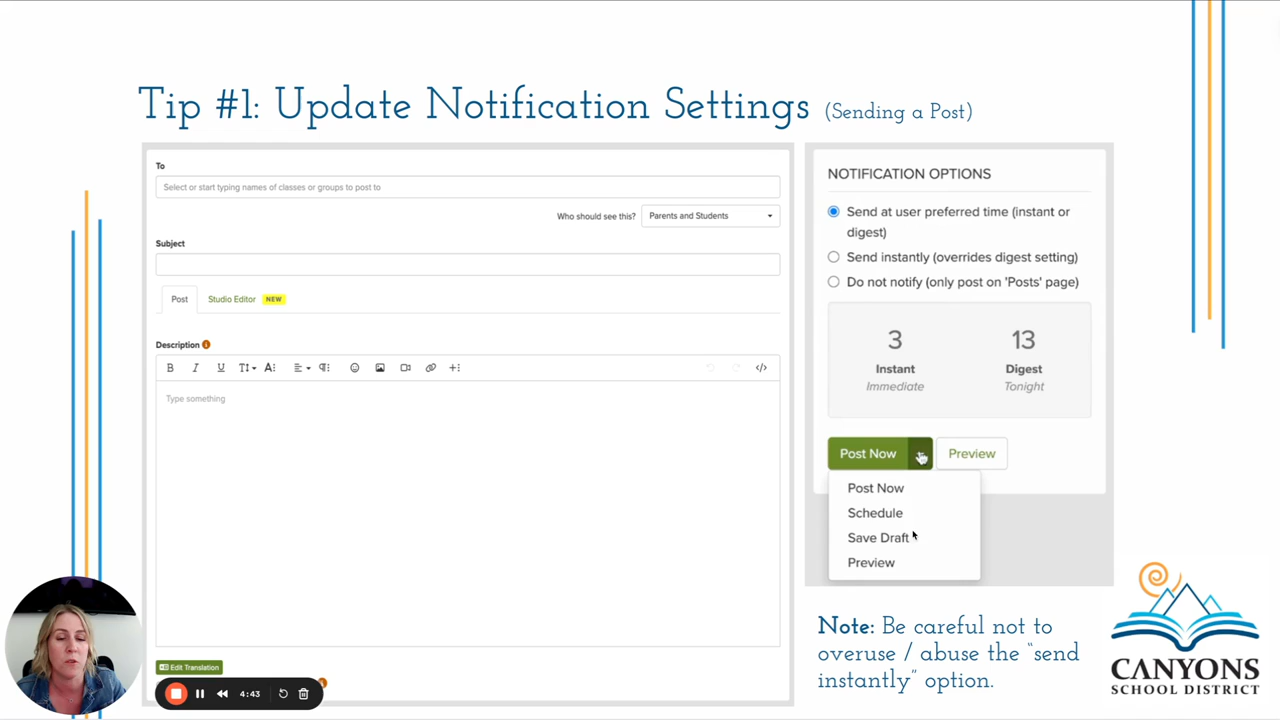 Tip #1: Update Notification Settings (Sending a Post)
To
Select or start typing names of classes or groups to post to
Who should see this? Parents and Students
Subject
Post Studio Editor NEW
Description
B I U
Type something
Edit Translation
4:43
NOTIFICATION OPTIONS
Send at user preferred time (instant or
digest)
Send instantly (overrides digest setting)
Do not notify (only post on 'Posts' page)
3 13
Instant Digest
Immediate Tonight
Post Now Preview
Post Now
Schedule
Save Draft
Preview
Note: Be careful not to
overuse / abuse the "send
instantly" option.
CANYONS
SCHOOL DISTRICT